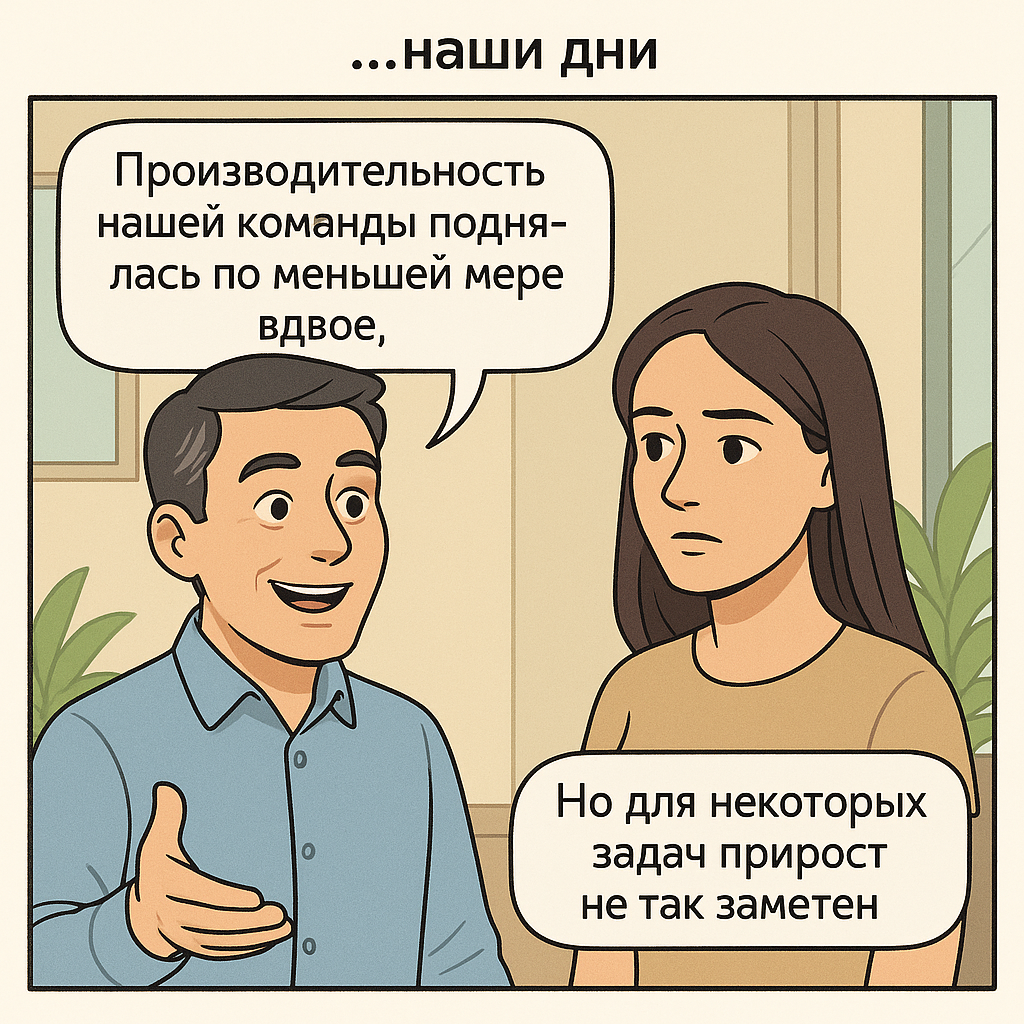 ...наши дни
Производительность
нашей команды подня-
лась по меньшей мере
вдвое,
Но для некоторых
задач прирост
не так заметен